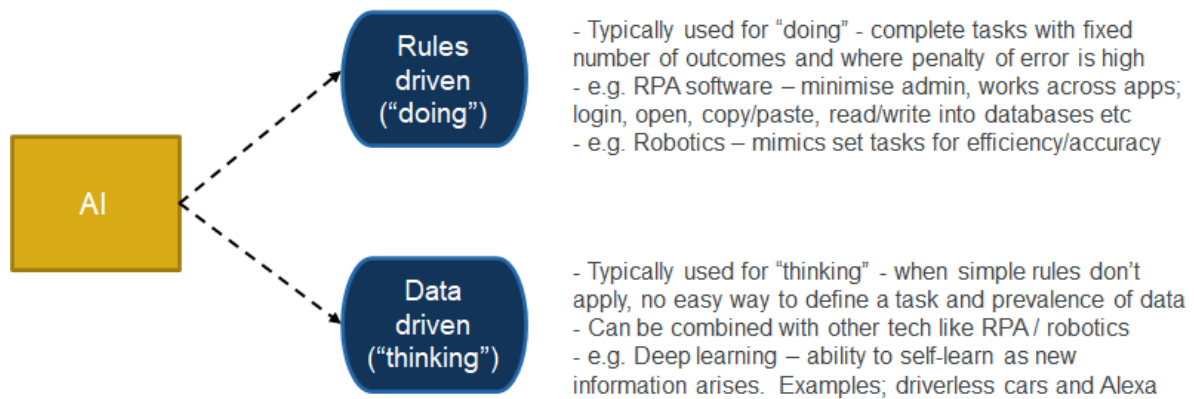 AI
Rules
driven
(“doing”)
- Typically used for “doing” - complete tasks with fixed
number of outcomes and where penalty of error is high
- e.g. RPA software – minimise admin, works across apps;
login, open, copy/paste, read/write into databases etc
- e.g. Robotics – mimics set tasks for efficiency/accuracy
Data
driven
(“thinking”)
- Typically used for “thinking” - when simple rules don’t
apply, no easy way to define a task and prevalence of data
- Can be combined with other tech like RPA / robotics
- e.g. Deep learning – ability to self-learn as new
information arises. Examples; driverless cars and Alexa